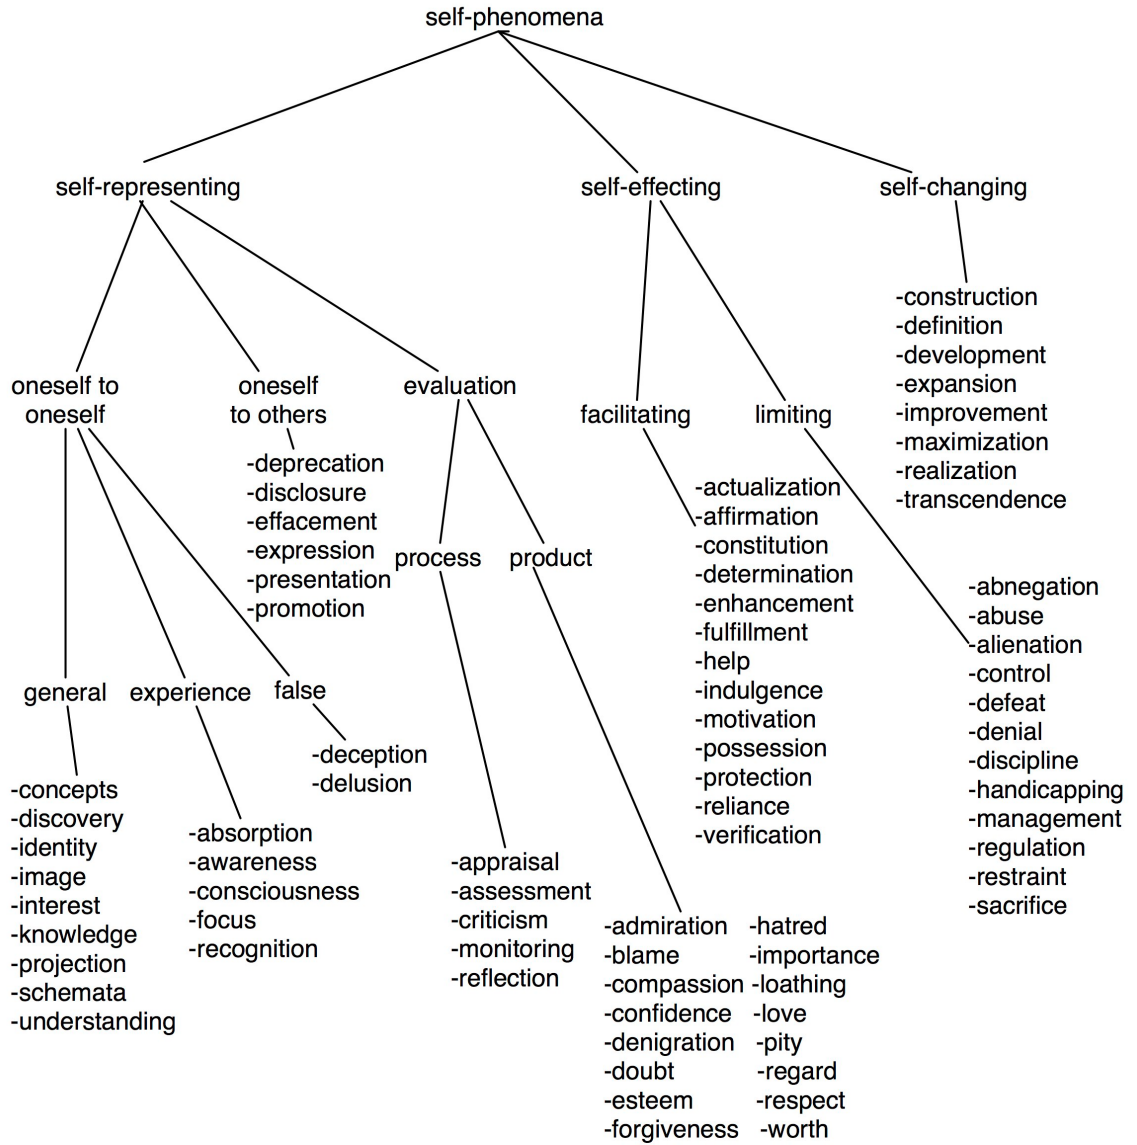 self-phenomena
self-representing
self-effecting
self-changing
oneself to
oneself
oneself
to others
evaluation
facilitating
limiting
-construction
-definition
-development
-expansion
-improvement
-maximization
-realization
-transcendence
-deprecation
-disclosure
-effacement
-expression
-presentation
-promotion
process
product
-actualization
-affirmation
-constitution
-determination
-enhancement
-fulfillment
-help
-indulgence
-motivation
-possession
-protection
-reliance
-verification
-abnegation
-abuse
-alienation
-control
-defeat
-denial
-discipline
-handicapping
-management
-regulation
-restraint
-sacrifice
general
experience
false
-deception
-delusion
-concepts
-discovery
-identity
-image
-interest
-knowledge
-projection
-schemata
-understanding
-absorption
-awareness
-consciousness
-focus
-recognition
-appraisal
-assessment
-criticism
-monitoring
-reflection
-admiration -hatred
-blame -importance
-compassion -loathing
-confidence -love
-denigration -pity
-doubt -regard
-esteem -respect
-forgiveness -worth